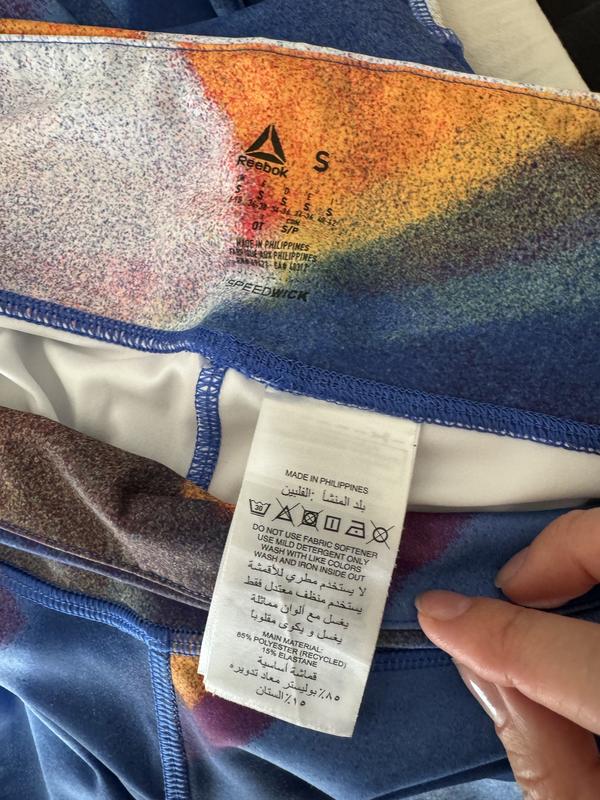 Reebok
S
S S S S S
OT S/P
MADE IN PHILIPPINES
SPEEDWICK
MADE IN PHILIPPINES
بلد المنشأ: الفلبين
30
DO NOT USE FABRIC SOFTENER
USE MILD DETERGENT ONLY
WASH WITH LIKE COLORS
WASH AND IRON INSIDE OUT
لا يستخدم مطري للأقمشة
يستخدم منظف معتدل فقط
يغسل مع ألوان مماثلة
يغسل و يكوى مقلوباً
MAIN MATERIAL:
85% POLYESTER (RECYCLED)
15% ELASTANE
قماشة أساسية
٨٥٪ بوليستر معاد تدويره
١٥٪ الستان